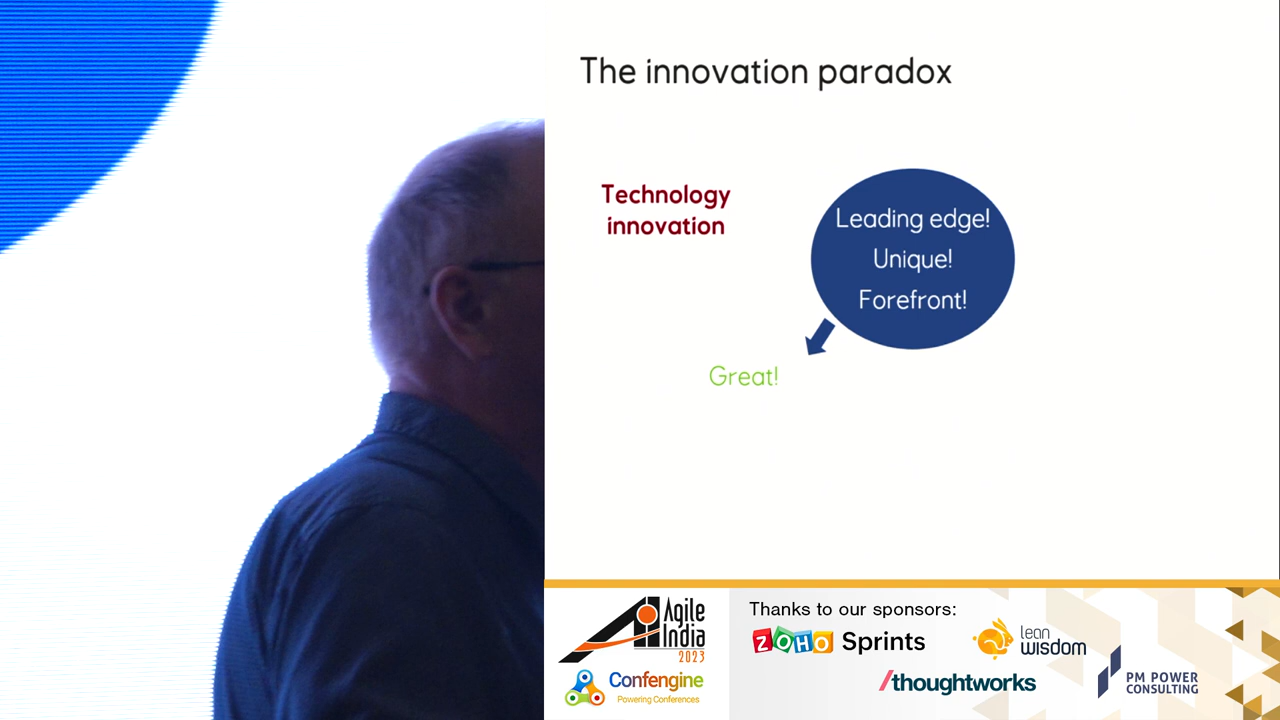 The innovation paradox
Technology
innovation
Leading edge!
Unique!
Forefront!
Great!
Thanks to our sponsors:
Agile
India
2023
ZOHO Sprints
lean
wisdom
Confengine
Powering Conferences
/thoughtworks
PM POWER
CONSULTING